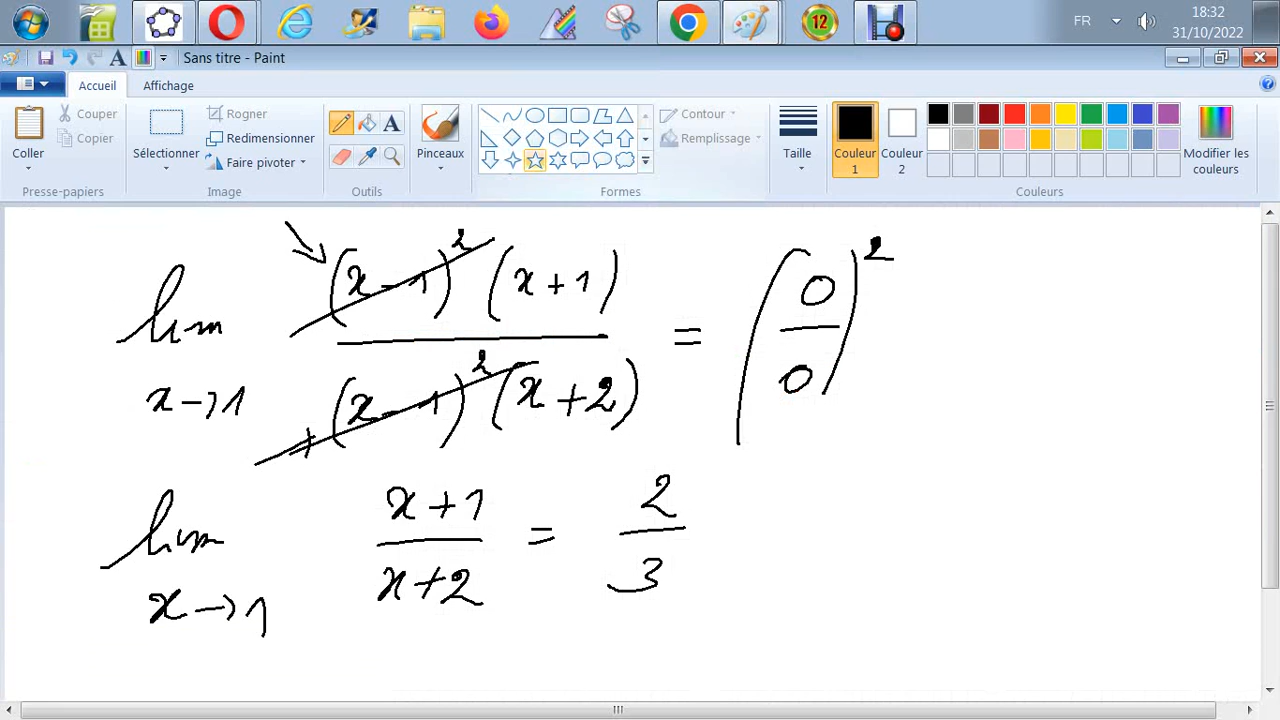 FR
18:32
31/10/2022
12
Sans titre - Paint
Accueil Affichage
Coller
Couper
Copier
Presse-papiers
Sélectionner
Rogner
Redimensionner
Faire pivoter
Image
A
Outils
Pinceaux
Formes
Contour
Remplissage
Taille
Couleur 1
Couleur 2
Modifier les couleurs
Couleurs
lim x→1 (x-1)² (x+1) / (x-1)² (x+2) = (0/0)²
lim x→1 x+1 / x+2 = 2/3